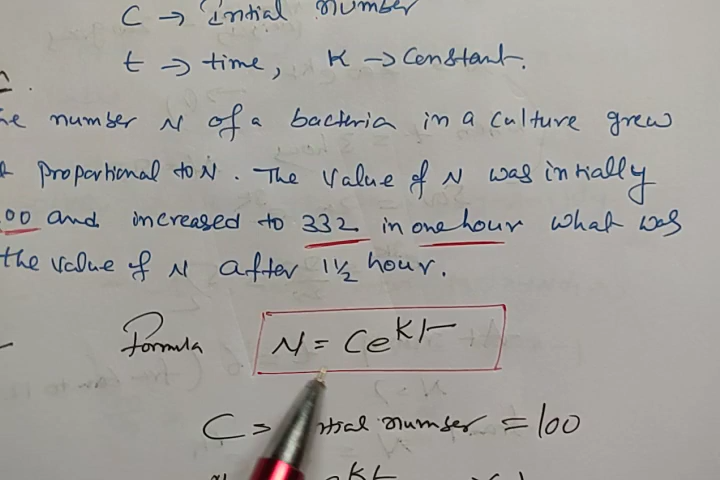 C → Initial number
t → time, K → Constant.
number N of a bacteria in a culture grew
proportional to N. The value of N was intially
00 and increased to 332 in one hour what was
the value of N after 1½ hour.
Formula N = Ce^{Kt}
C = number = 100